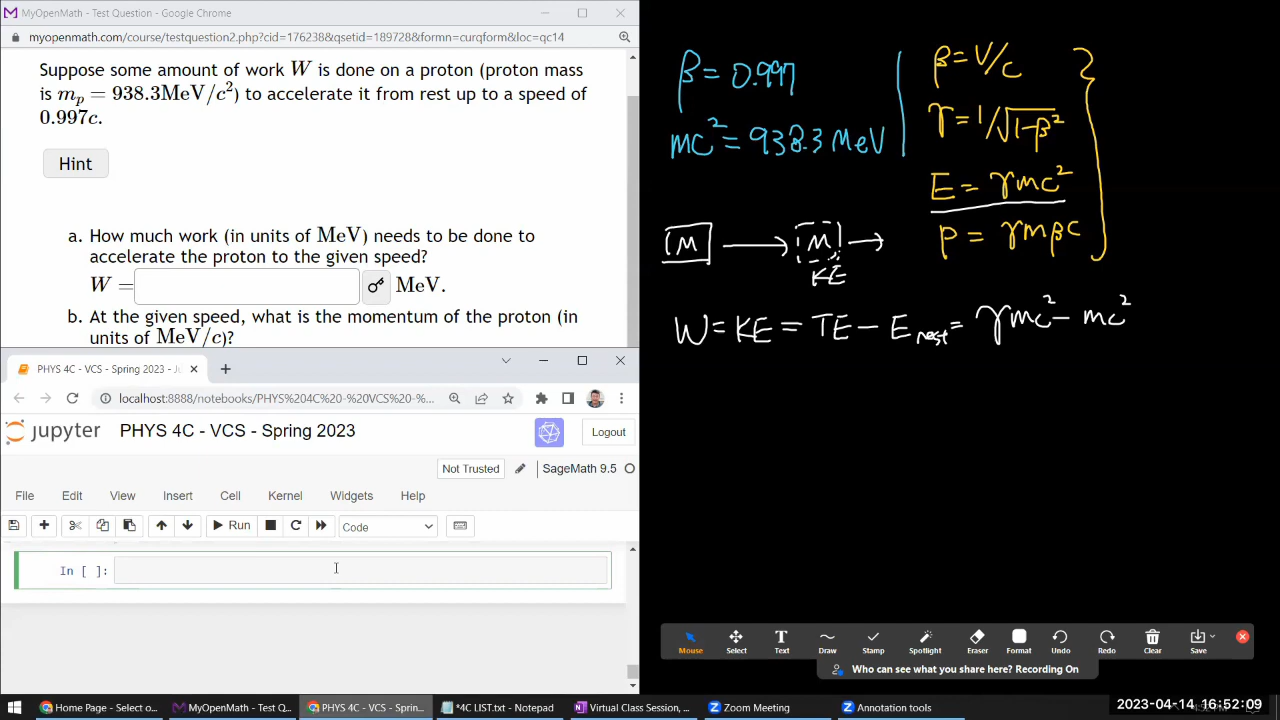 MyOpenMath - Test Question - Google Chrome
myopenmath.com/course/testquestion2.php?cid=176238&qsetid=189728&formn=curqform&loc=qc14
Suppose some amount of work W is done on a proton (proton mass
is mₚ = 938.3MeV/c²) to accelerate it from rest up to a speed of
0.997c.
Hint
a. How much work (in units of MeV) needs to be done to
accelerate the proton to the given speed?
W = MeV.
b. At the given speed, what is the momentum of the proton (in
units of MeV/c)?
PHYS 4C - VCS - Spring 2023 - Ju
localhost:8888/notebooks/PHYS%204C%20-%20VCS%20-%...
jupyter PHYS 4C - VCS - Spring 2023
Logout
Not Trusted SageMath 9.5
File Edit View Insert Cell Kernel Widgets Help
Run Code
In [ ]:
β = 0.997
mc² = 938.3 MeV
β = V/c
γ = 1/√1-β²
E = γmc²
p = γmβc
M → M →
KE
W = KE = TE - E rest = γmc² - mc²
Mouse Select Text Draw Stamp Spotlight Eraser Format Undo Redo Clear Save
Who can see what you share here? Recording On
Home Page - Select o... MyOpenMath - Test Q... PHYS 4C - VCS - Sprin... *4C LIST.txt - Notepad Virtual Class Session, ... Zoom Meeting Annotation tools
2023-04-14 16:52:09